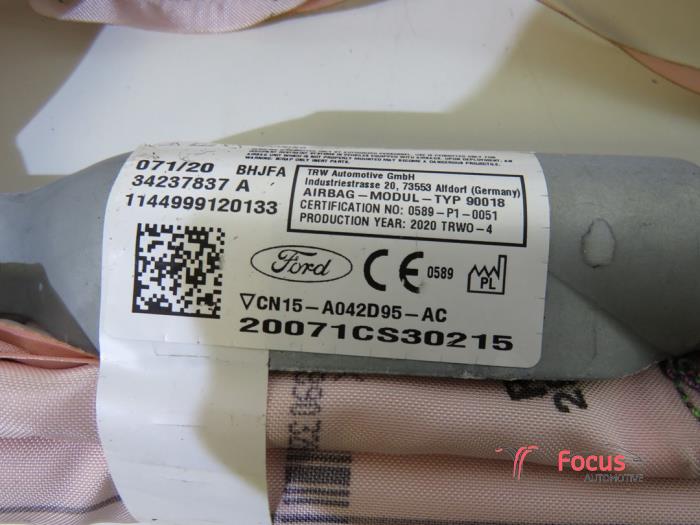 071/20 BHJFA
34237837 A
1144999120133
TRW Automotive GmbH
Industriestrasse 20, 73553 Alfdorf (Germany)
AIRBAG-MODUL-TYP 90018
CERTIFICATION NO: 0589-P1-0051
PRODUCTION YEAR: 2020 TRWO-4
Ford
CE 0589
PL
▽CN15-A042D95-AC
20071CS30215
Focus
AUTOMOTIVE